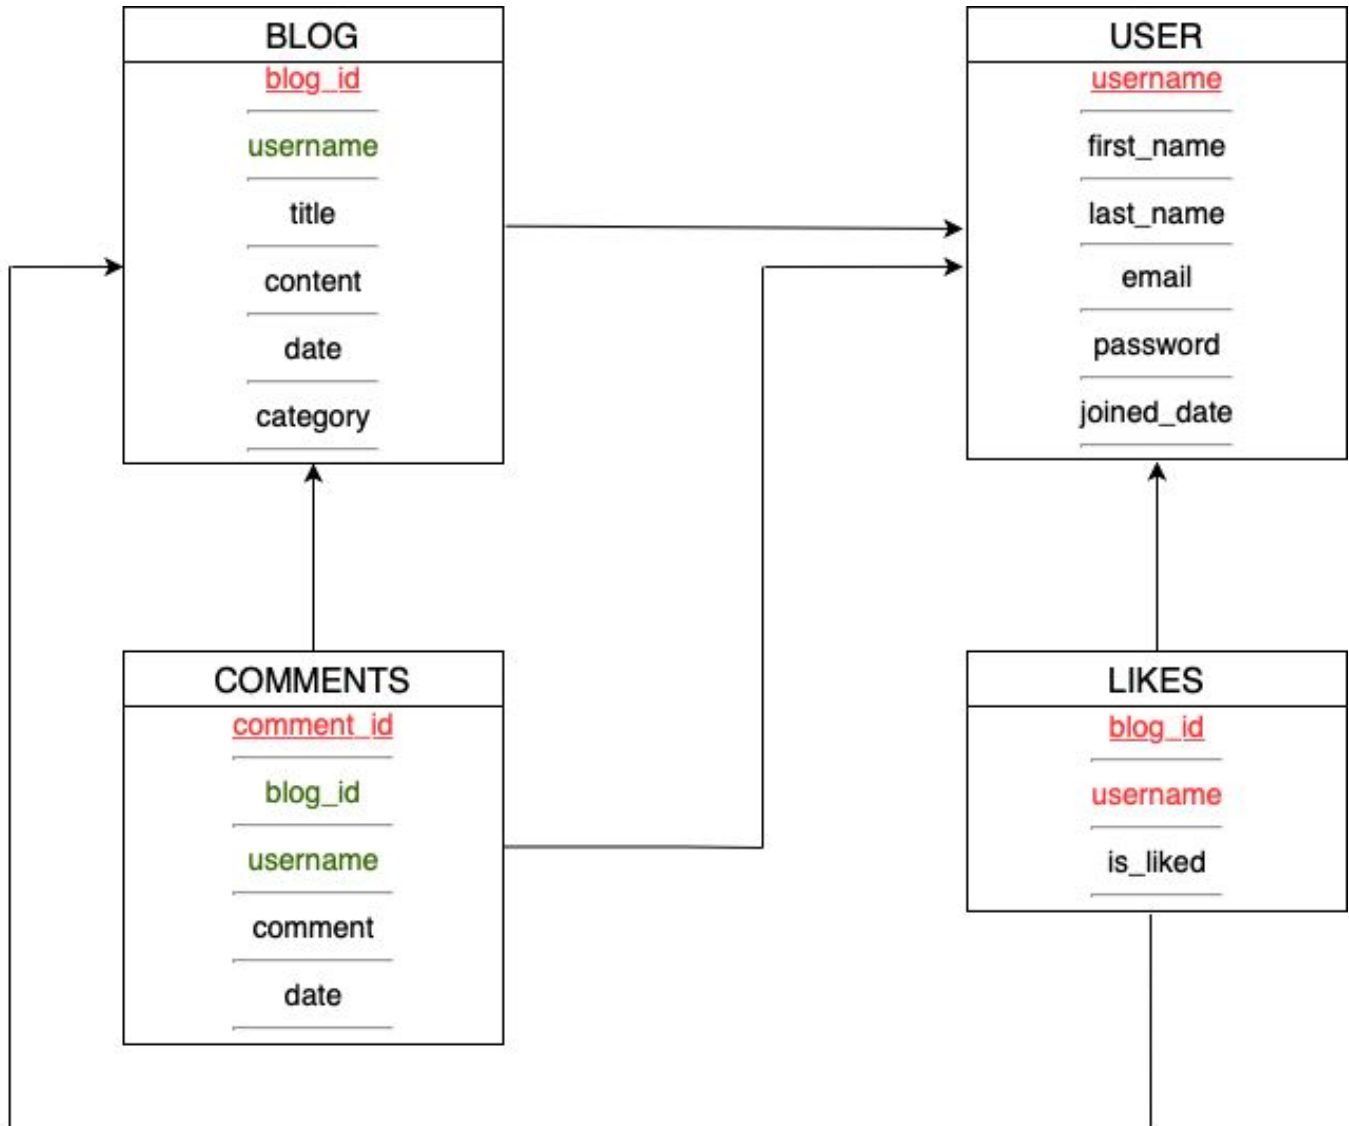 BLOG
blog_id
username
title
content
date
category
USER
username
first_name
last_name
email
password
joined_date
COMMENTS
comment_id
blog_id
username
comment
date
LIKES
blog_id
username
is_liked